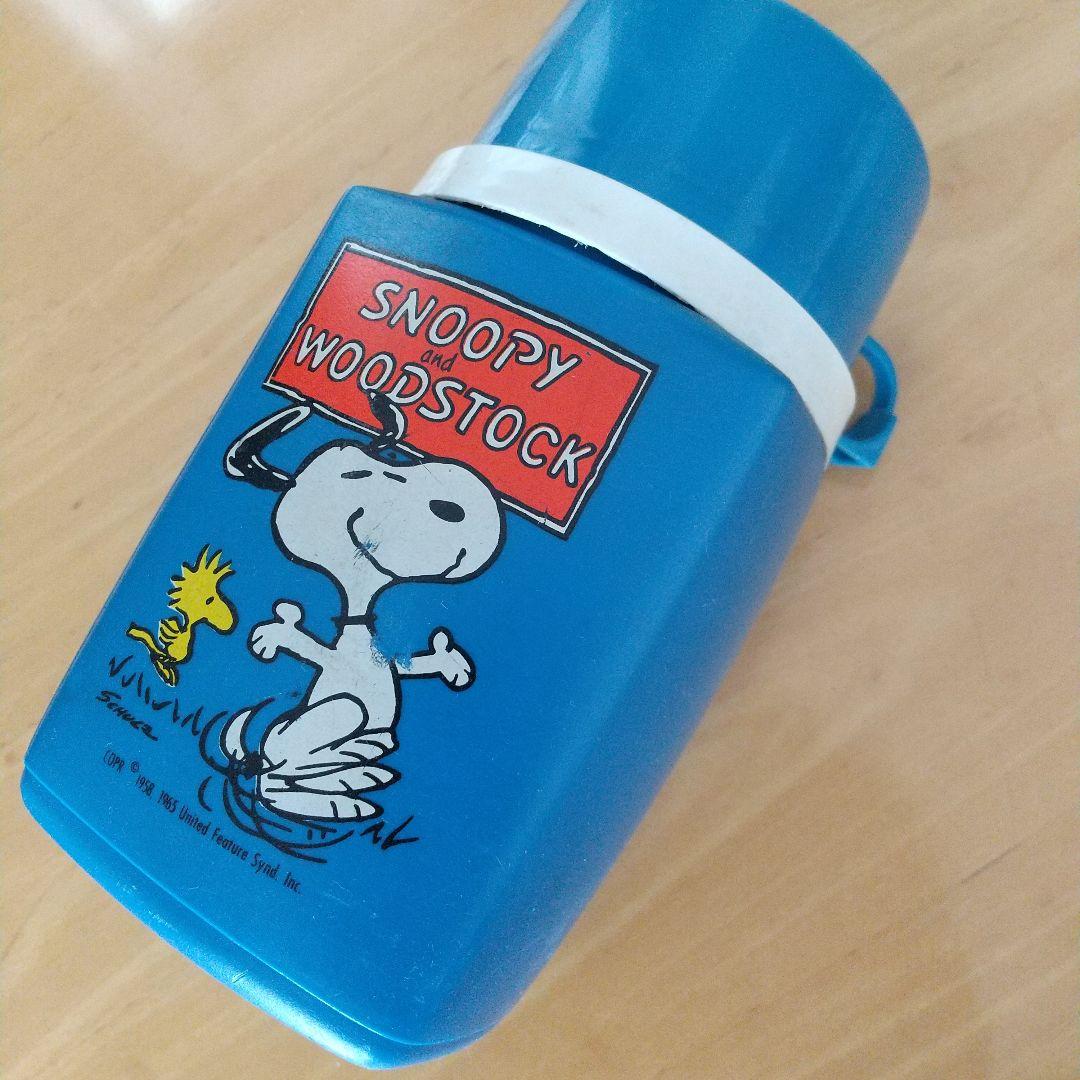 SNOOPY
and
WOODSTOCK
SCHULZ
COPR. © 1958, 1965 United Feature Synd. Inc.